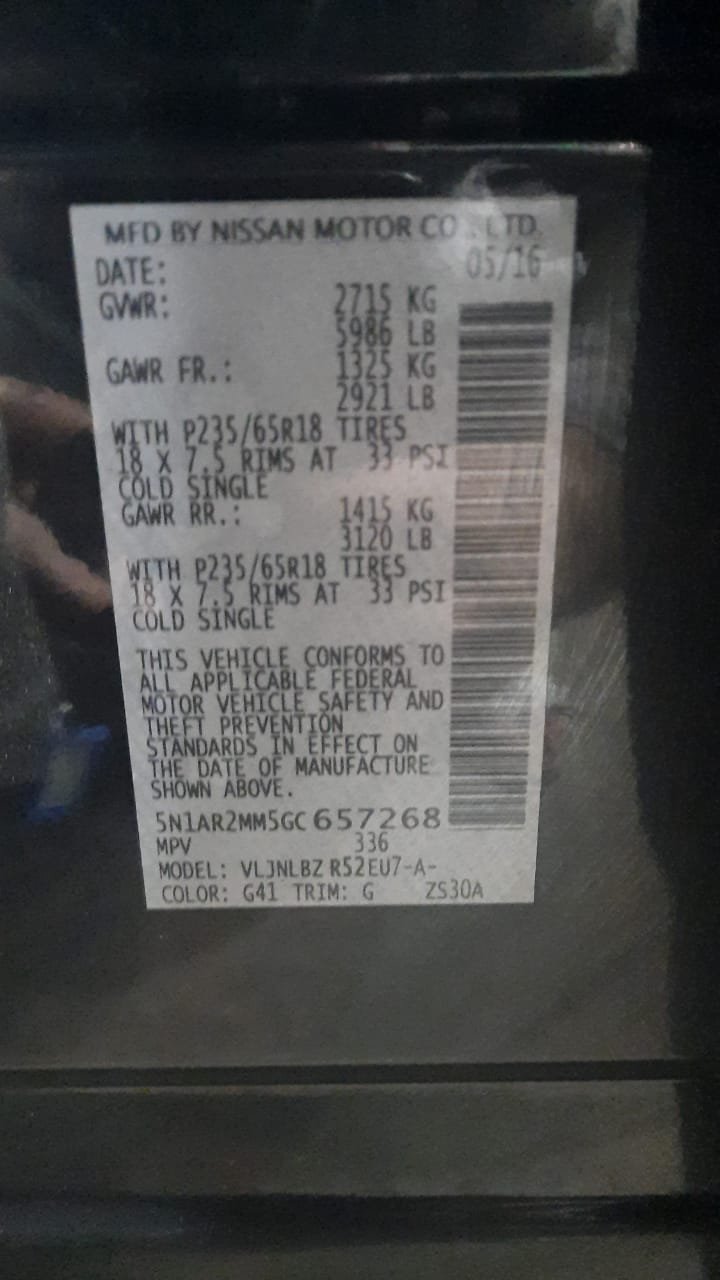 MFD BY NISSAN MOTOR CO., LTD.
DATE: 05/16
GVWR: 2715 KG
5986 LB
GAWR FR.: 1325 KG
2921 LB
WITH P235/65R18 TIRES
18 X 7.5 RIMS AT 33 PSI
COLD SINGLE
GAWR RR.: 1415 KG
3120 LB
WITH P235/65R18 TIRES
18 X 7.5 RIMS AT 33 PSI
COLD SINGLE
THIS VEHICLE CONFORMS TO
ALL APPLICABLE FEDERAL
MOTOR VEHICLE SAFETY AND
THEFT PREVENTION
STANDARDS IN EFFECT ON
THE DATE OF MANUFACTURE
SHOWN ABOVE.
5N1AR2MM5GC657268
MPV 336
MODEL: VLJNLBZ R52EU7-A-
COLOR: G41 TRIM: G ZS30A